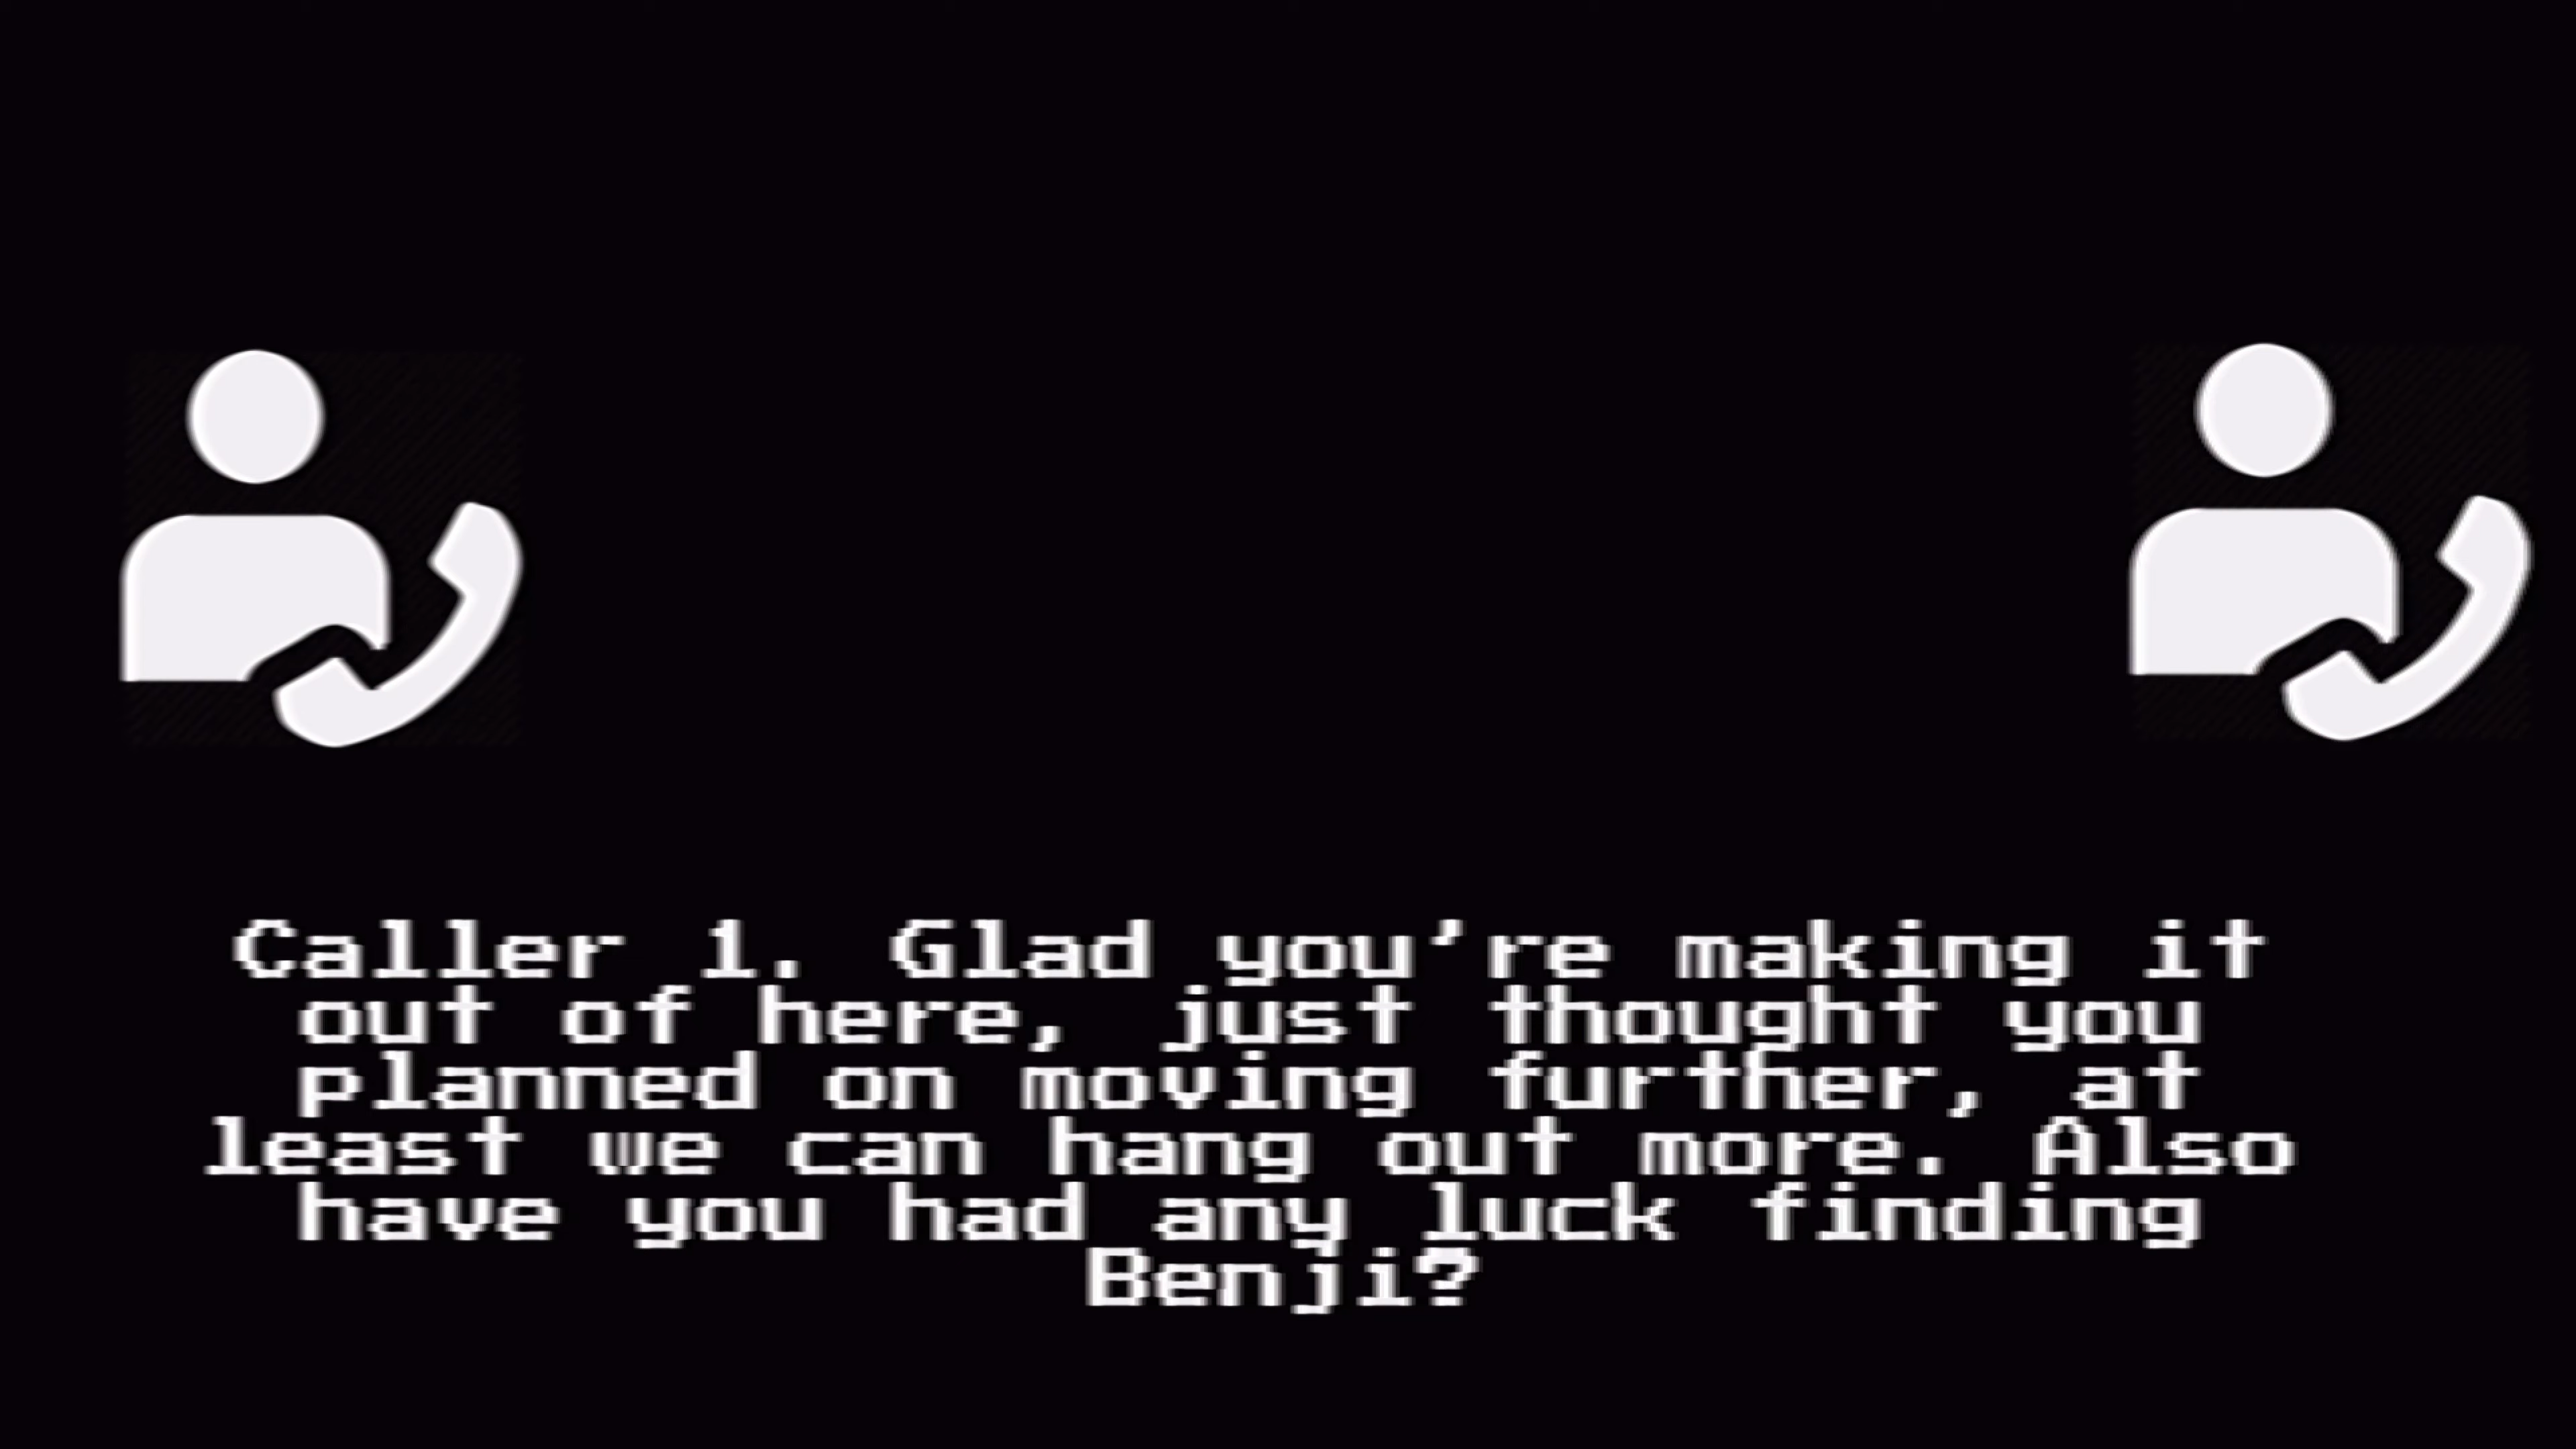 Caller 1. Glad you're making it
out of here, just thought you
planned on moving further, at
least we can hang out more. Also
have you had any luck finding
Benji?